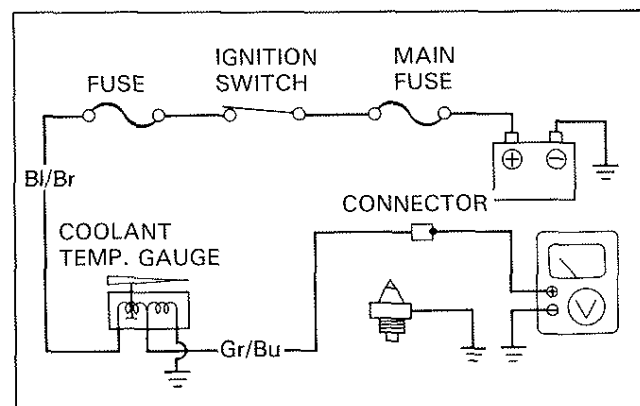 FUSE
IGNITION
SWITCH
MAIN
FUSE
Bl/Br
COOLANT
TEMP. GAUGE
CONNECTOR
Gr/Bu
V